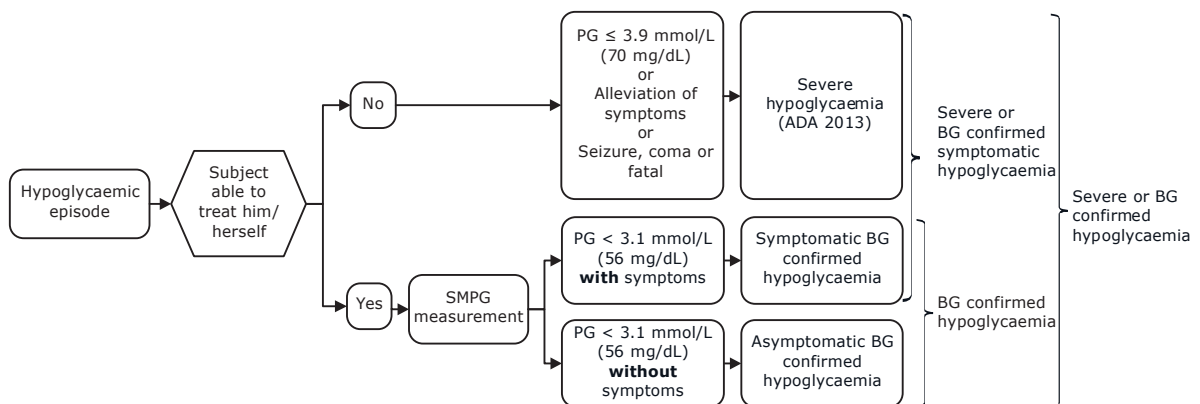 Hypoglycaemic
episode
Subject
able to
treat him/
herself
No
PG ≤ 3.9 mmol/L
(70 mg/dL)
or
Alleviation of
symptoms
or
Seizure, coma or
fatal
Severe
hypoglycaemia
(ADA 2013)
Yes
SMPG
measurement
PG < 3.1 mmol/L
(56 mg/dL)
with symptoms
Symptomatic BG
confirmed
hypoglycaemia
PG < 3.1 mmol/L
(56 mg/dL)
without
symptoms
Asymptomatic BG
confirmed
hypoglycaemia
Severe or
BG confirmed
symptomatic
hypoglycaemia
BG confirmed
hypoglycaemia
Severe or BG
confirmed
hypoglycaemia